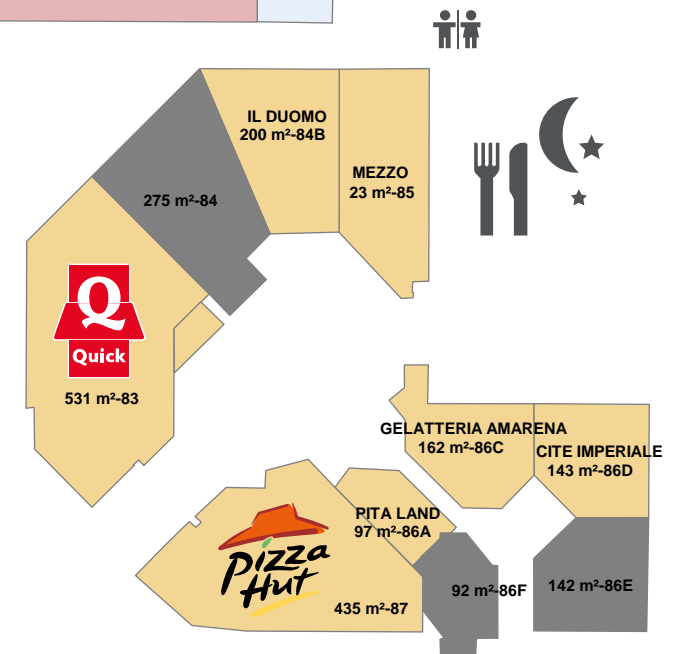 IL DUOMO
200 m²-84B
MEZZO
23 m²-85
275 m²-84
Q
Quick
531 m²-83
GELATTERIA AMARENA
162 m²-86C
CITE IMPERIALE
143 m²-86D
PITA LAND
97 m²-86A
Pizza
Hut
435 m²-87
92 m²-86F
142 m²-86E